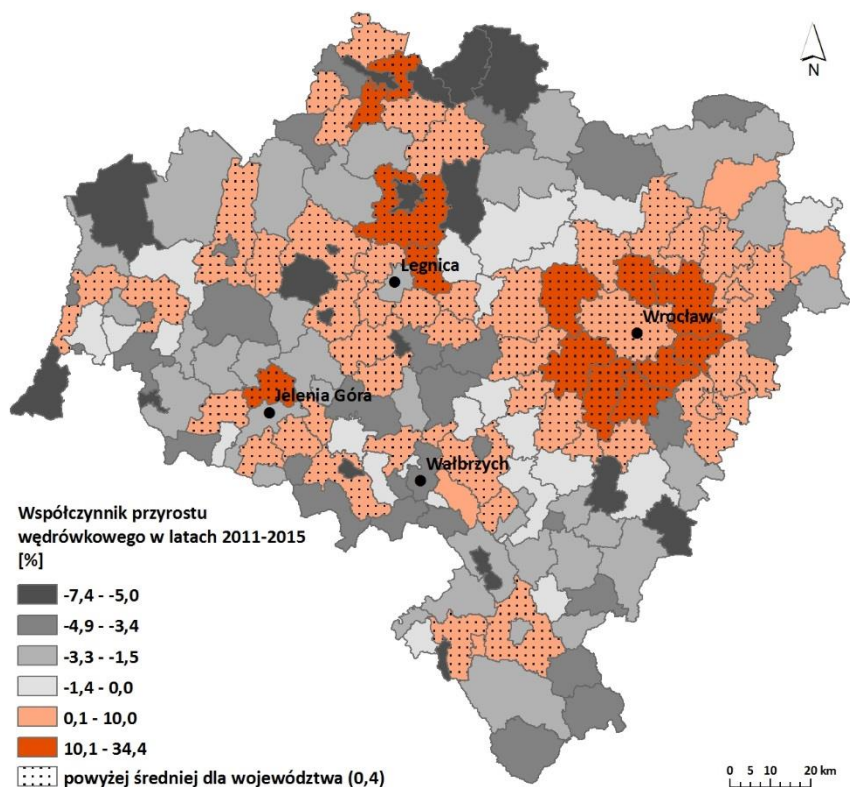 N
Legnica
Wrocław
Jelenia Góra
Wałbrzych
Współczynnik przyrostu
wędrówkowego w latach 2011-2015
[%]
-7,4 - -5,0
-4,9 - -3,4
-3,3 - -1,5
-1,4 - 0,0
0,1 - 10,0
10,1 - 34,4
powyżej średniej dla województwa (0,4)
0 5 10 20 km